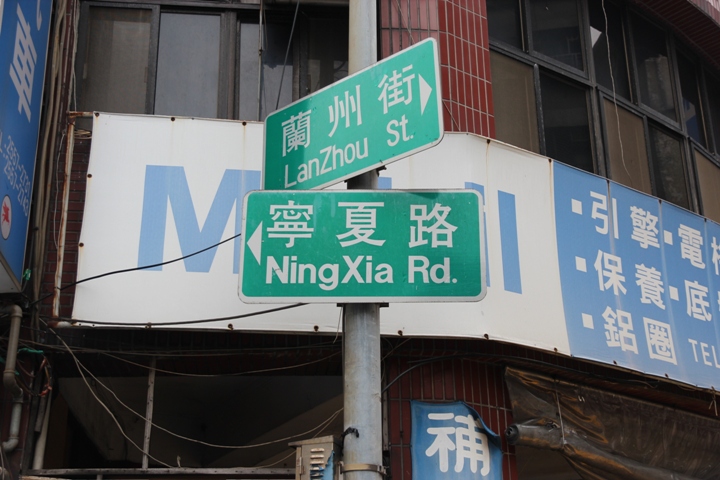 蘭州街
LanZhou St.
寧夏路
NingXia Rd.
引擎
電
保養
底
鋁圈
TEL
補
車